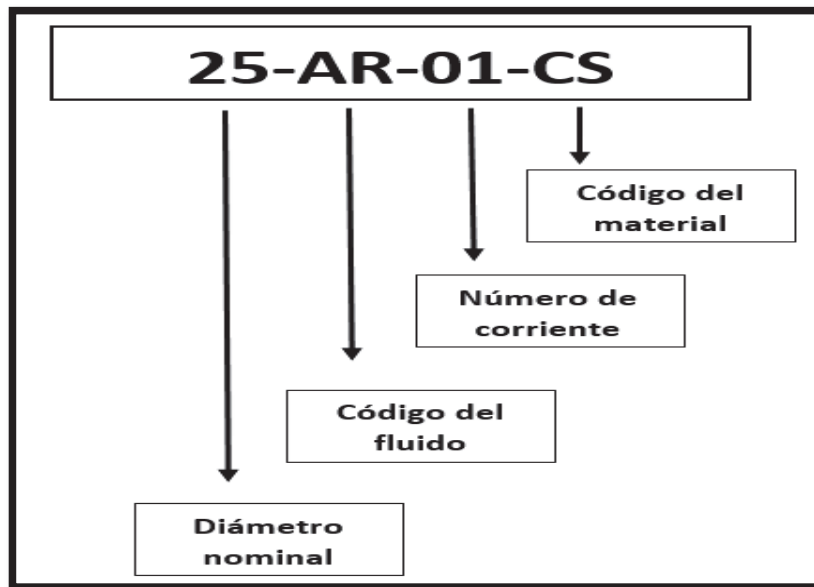 25-AR-01-CS
Código del
material
Número de
corriente
Código del
fluido
Diámetro
nominal